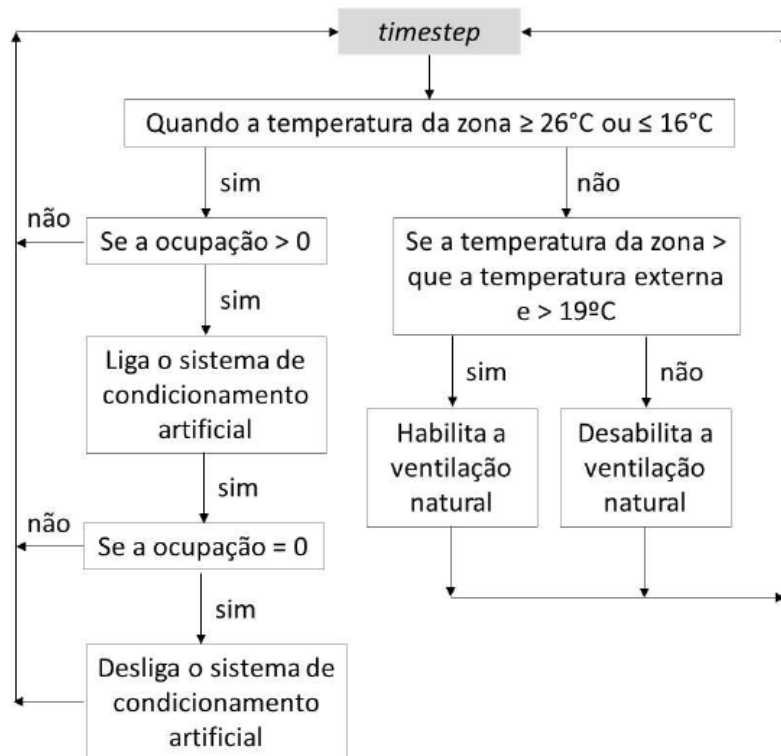 timestep
Quando a temperatura da zona ≥ 26°C ou ≤ 16°C
sim
não
não
Se a ocupação > 0
Se a temperatura da zona >
que a temperatura externa
e > 19ºC
sim
Liga o sistema de
condicionamento
artificial
sim
não
Habilita a
ventilação
natural
Desabilita a
ventilação
natural
sim
não
Se a ocupação = 0
sim
Desliga o sistema de
condicionamento
artificial